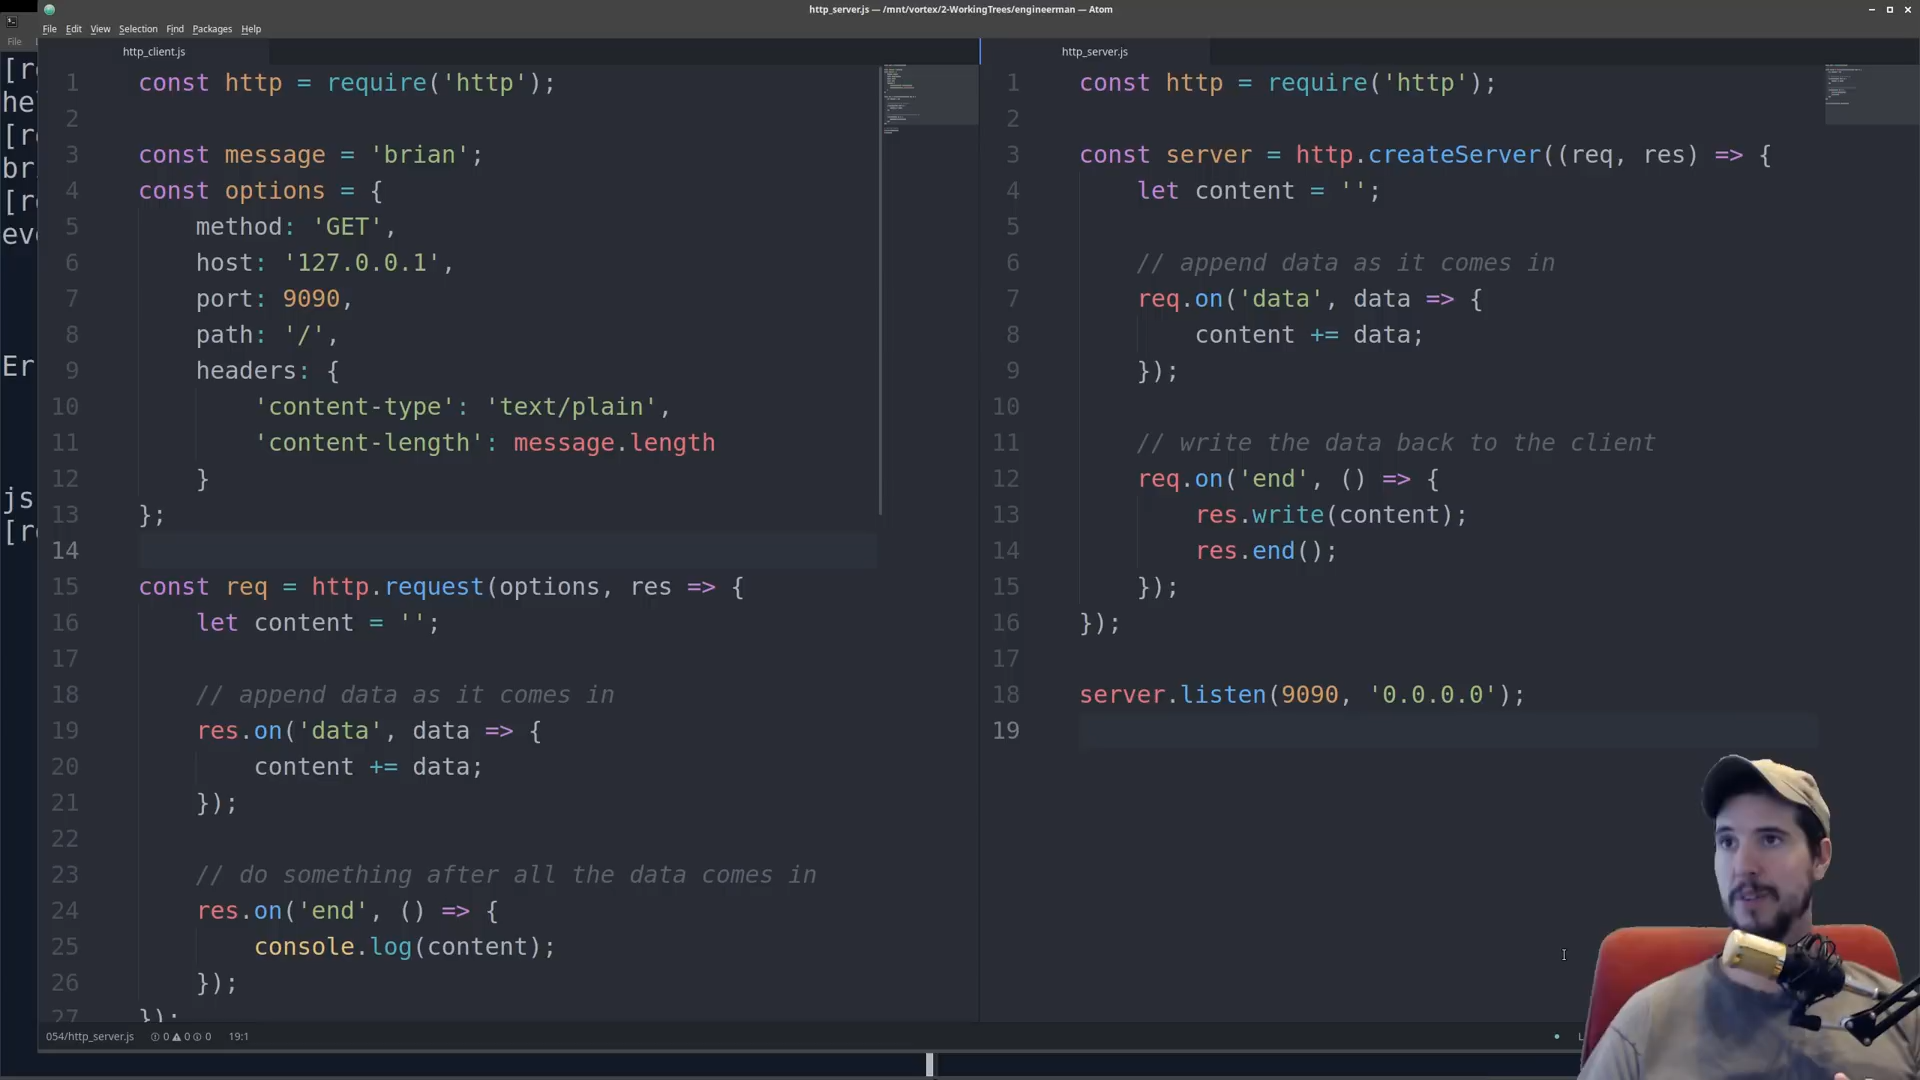 http_server.js — /mnt/vortex/2-WorkingTrees/engineerman — Atom
File Edit View Selection Find Packages Help
File
http_client.js
1 const http = require('http');
2
3 const message = 'brian';
4 const options = {
5 method: 'GET',
6 host: '127.0.0.1',
7 port: 9090,
8 path: '/',
9 headers: {
10 'content-type': 'text/plain',
11 'content-length': message.length
12 }
13 };
14
15 const req = http.request(options, res => {
16 let content = '';
17
18 // append data as it comes in
19 res.on('data', data => {
20 content += data;
21 });
22
23 // do something after all the data comes in
24 res.on('end', () => {
25 console.log(content);
26 });
27 });
http_server.js
1 const http = require('http');
2
3 const server = http.createServer((req, res) => {
4 let content = '';
5
6 // append data as it comes in
7 req.on('data', data => {
8 content += data;
9 });
10
11 // write the data back to the client
12 req.on('end', () => {
13 res.write(content);
14 res.end();
15 });
16 });
17
18 server.listen(9090, '0.0.0.0');
19
054/http_server.js 0 0 0 19:1